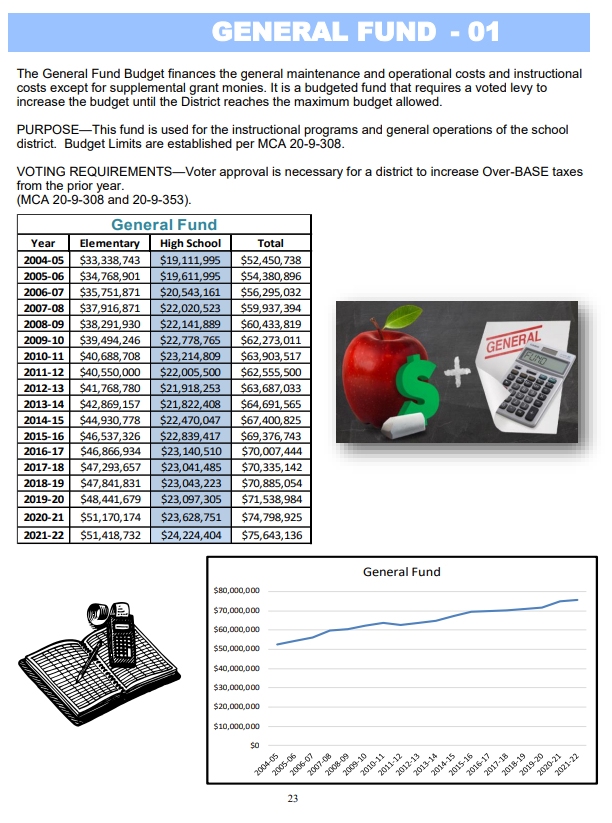 GENERAL FUND - 01
The General Fund Budget finances the general maintenance and operational costs and instructional
costs except for supplemental grant monies. It is a budgeted fund that requires a voted levy to
increase the budget until the District reaches the maximum budget allowed.
PURPOSE—This fund is used for the instructional programs and general operations of the school
district. Budget Limits are established per MCA 20-9-308.
VOTING REQUIREMENTS—Voter approval is necessary for a district to increase Over-BASE taxes
from the prior year.
(MCA 20-9-308 and 20-9-353).
General Fund
Year Elementary High School Total
2004-05 $33,338,743 $19,111,995 $52,450,738
2005-06 $34,768,901 $19,611,995 $54,380,896
2006-07 $35,751,871 $20,543,161 $56,295,032
2007-08 $37,916,871 $22,020,523 $59,937,394
2008-09 $38,291,930 $22,141,889 $60,433,819
2009-10 $39,494,246 $22,778,765 $62,273,011
2010-11 $40,688,708 $23,214,809 $63,903,517
2011-12 $40,550,000 $22,005,500 $62,555,500
2012-13 $41,768,780 $21,918,253 $63,687,033
2013-14 $42,869,157 $21,822,408 $64,691,565
2014-15 $44,930,778 $22,470,047 $67,400,825
2015-16 $46,537,326 $22,839,417 $69,376,743
2016-17 $46,866,934 $23,140,510 $70,007,444
2017-18 $47,293,657 $23,041,485 $70,335,142
2018-19 $47,841,831 $23,043,223 $70,885,054
2019-20 $48,441,679 $23,097,305 $71,538,984
2020-21 $51,170,174 $23,628,751 $74,798,925
2021-22 $51,418,732 $24,224,404 $75,643,136
$ +
GENERAL
FUND
General Fund
$80,000,000
$70,000,000
$60,000,000
$50,000,000
$40,000,000
$30,000,000
$20,000,000
$10,000,000
$0
2004-05 2005-06 2006-07 2007-08 2008-09 2009-10 2010-11 2011-12 2012-13 2013-14 2014-15 2015-16 2016-17 2017-18 2018-19 2019-20 2020-21 2021-22
23